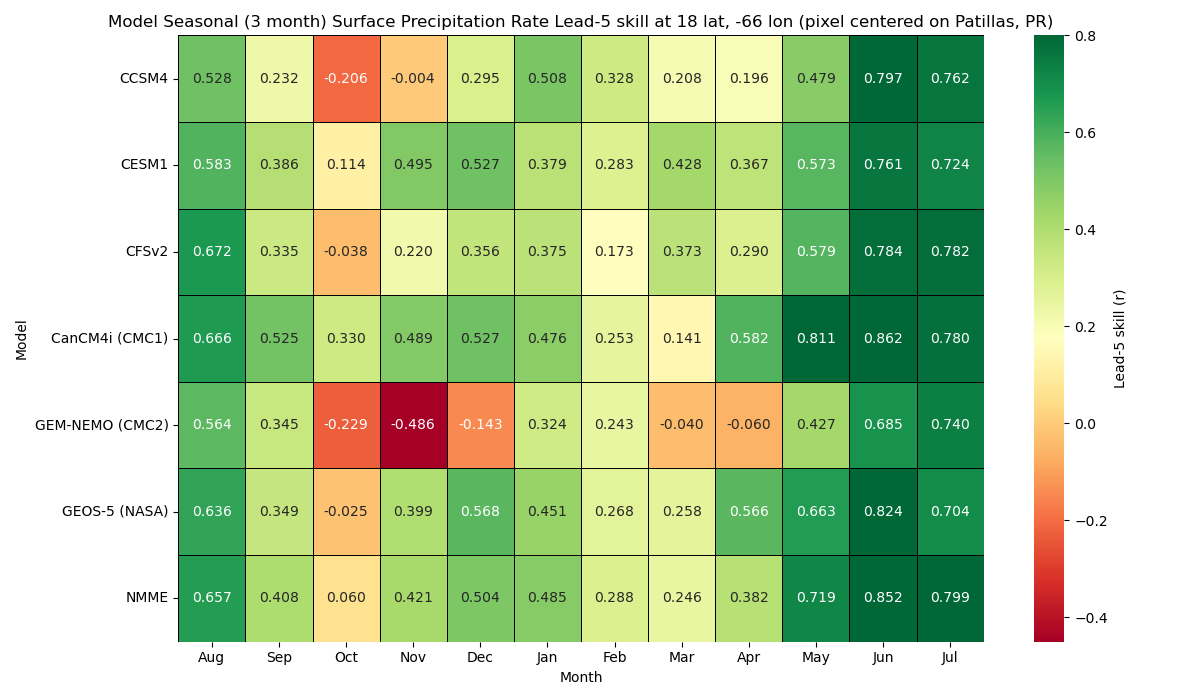 Model Seasonal (3 month) Surface Precipitation Rate Lead-5 skill at 18 lat, -66 lon (pixel centered on Patillas, PR)
CCSM4 0.528 0.232 -0.206 -0.004 0.295 0.508 0.328 0.208 0.196 0.479 0.797 0.762
CESM1 0.583 0.386 0.114 0.495 0.527 0.379 0.283 0.428 0.367 0.573 0.761 0.724
CFSv2 0.672 0.335 -0.038 0.220 0.356 0.375 0.173 0.373 0.290 0.579 0.784 0.782
CanCM4i (CMC1) 0.666 0.525 0.330 0.489 0.527 0.476 0.253 0.141 0.582 0.811 0.862 0.780
GEM-NEMO (CMC2) 0.564 0.345 -0.229 -0.486 -0.143 0.324 0.243 -0.040 -0.060 0.427 0.685 0.740
GEOS-5 (NASA) 0.636 0.349 -0.025 0.399 0.568 0.451 0.268 0.258 0.566 0.663 0.824 0.704
NMME 0.657 0.408 0.060 0.421 0.504 0.485 0.288 0.246 0.382 0.719 0.852 0.799
Aug Sep Oct Nov Dec Jan Feb Mar Apr May Jun Jul
Month
Model
0.8
0.6
0.4
0.2
0.0
−0.2
−0.4
Lead-5 skill (r)